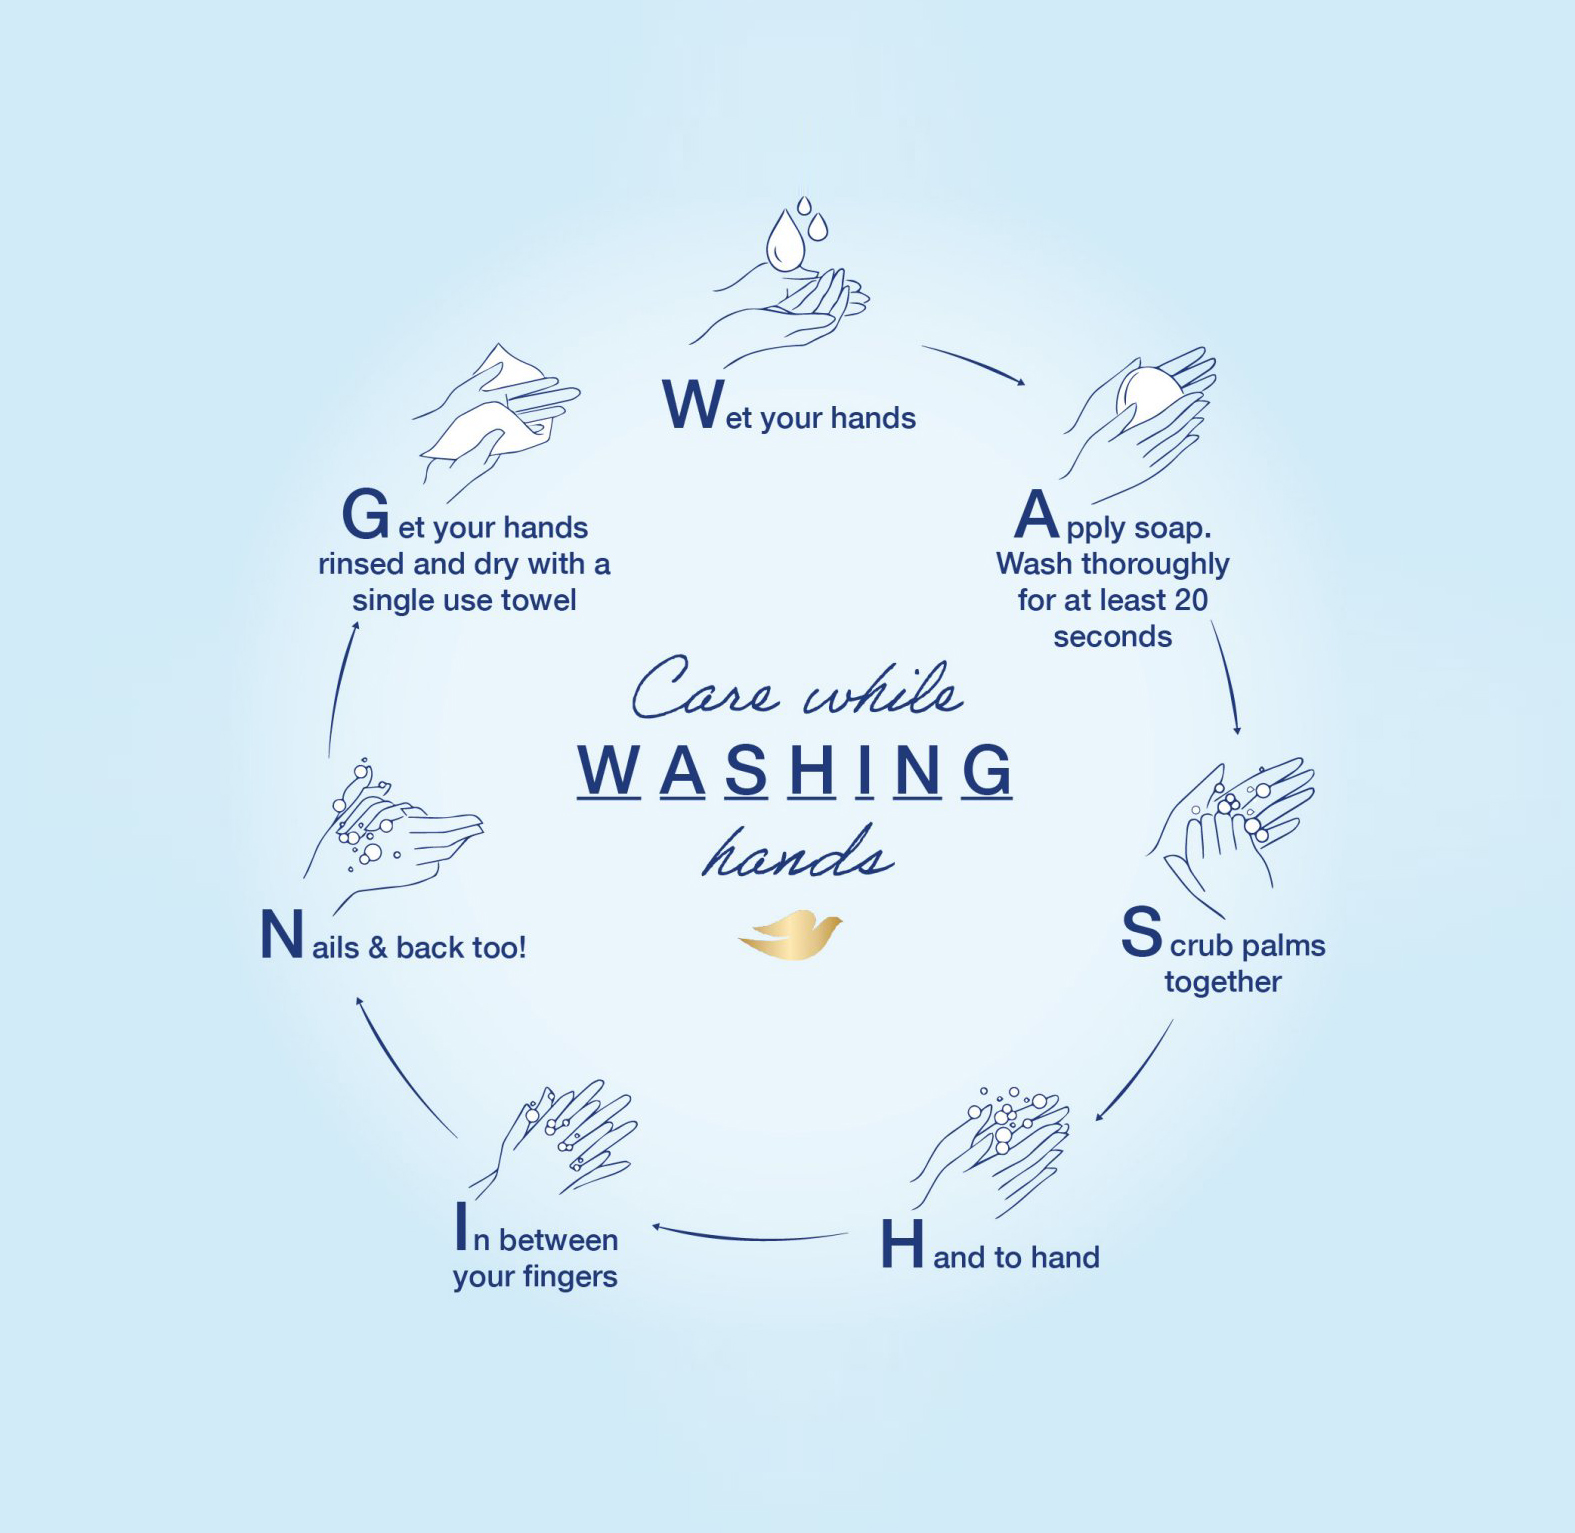 Wet your hands
Apply soap.
Wash thoroughly
for at least 20
seconds
Scrub palms
together
Hand to hand
In between
your fingers
Nails & back too!
Get your hands
rinsed and dry with a
single use towel
Care while
WASHING
hands